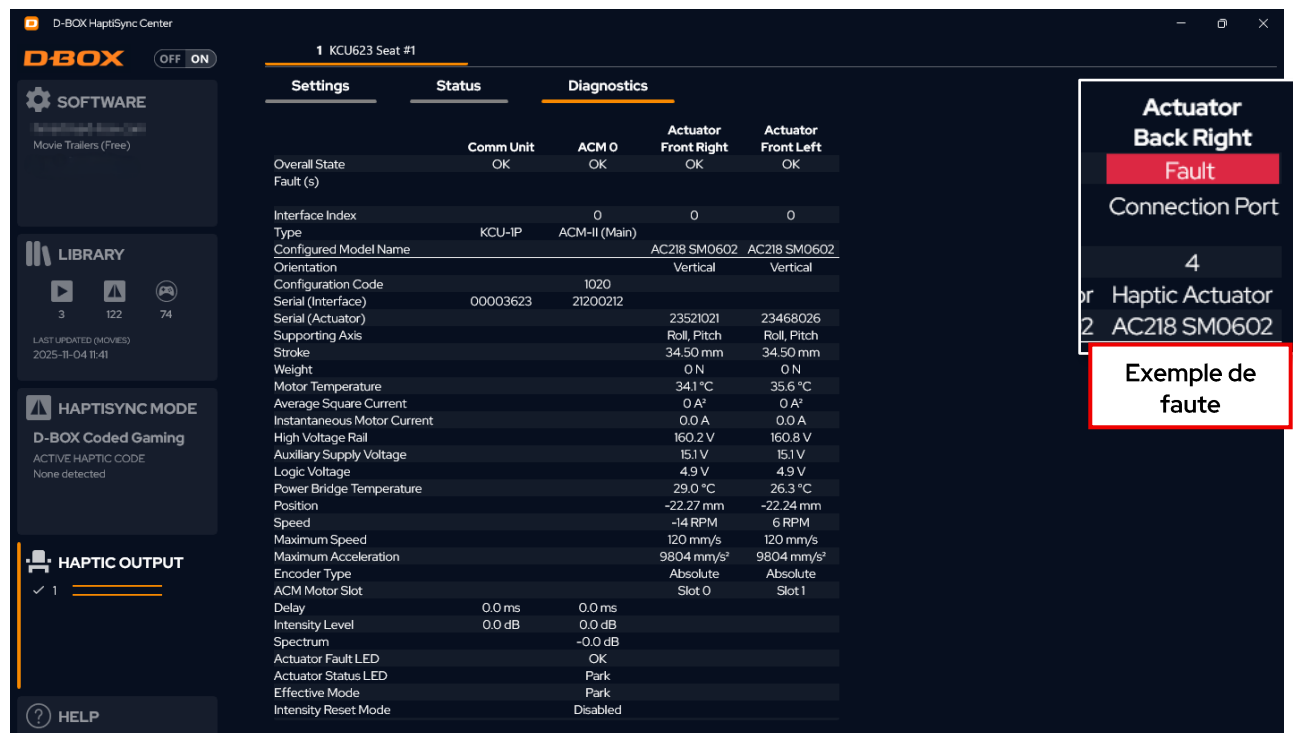 D-BOX HaptiSync Center
D-BOX
OFF ON
1 KCU623 Seat #1
Settings Status Diagnostics
SOFTWARE
Movie Trailers (Free)
LIBRARY
3 122 74
LAST UPDATED (MOVIES)
2025-11-04 11:41
HAPTISYNC MODE
D-BOX Coded Gaming
ACTIVE HAPTIC CODE
None detected
HAPTIC OUTPUT
1
HELP
Actuator Actuator
Comm Unit ACM 0 Front Right Front Left
Overall State OK OK OK OK
Fault (s)
Interface Index 0 0 0
Type KCU-1P ACM-II (Main)
Configured Model Name AC218 SM0602 AC218 SM0602
Orientation Vertical Vertical
Configuration Code 1020
Serial (Interface) 00003623 21200212
Serial (Actuator) 23521021 23468026
Supporting Axis Roll, Pitch Roll, Pitch
Stroke 34.50 mm 34.50 mm
Weight 0 N 0 N
Motor Temperature 34.1 °C 35.6 °C
Average Square Current 0 A² 0 A²
Instantaneous Motor Current 0.0 A 0.0 A
High Voltage Rail 160.2 V 160.8 V
Auxiliary Supply Voltage 15.1 V 15.1 V
Logic Voltage 4.9 V 4.9 V
Power Bridge Temperature 29.0 °C 26.3 °C
Position -22.27 mm -22.24 mm
Speed -14 RPM 6 RPM
Maximum Speed 120 mm/s 120 mm/s
Maximum Acceleration 9804 mm/s² 9804 mm/s²
Encoder Type Absolute Absolute
ACM Motor Slot Slot 0 Slot 1
Delay 0.0 ms 0.0 ms
Intensity Level 0.0 dB 0.0 dB
Spectrum -0.0 dB
Actuator Fault LED OK
Actuator Status LED Park
Effective Mode Park
Intensity Reset Mode Disabled
Actuator
Back Right
Fault
Connection Port
4
or Haptic Actuator
2 AC218 SM0602
Exemple de
faute